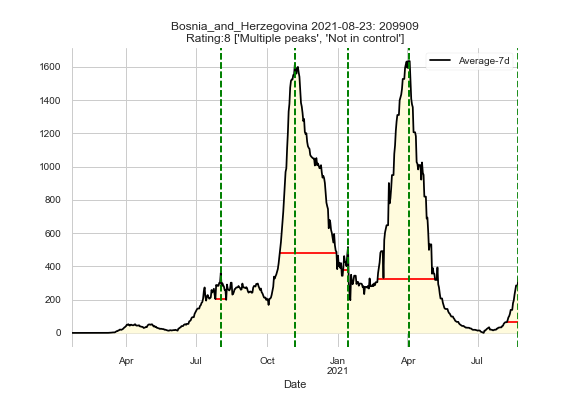 Bosnia_and_Herzegovina 2021-08-23: 209909
Rating:8 ['Multiple peaks', 'Not in control']
Average-7d
1600
1400
1200
1000
800
600
400
200
0
Apr Jul Oct Jan Apr Jul
2021
Date